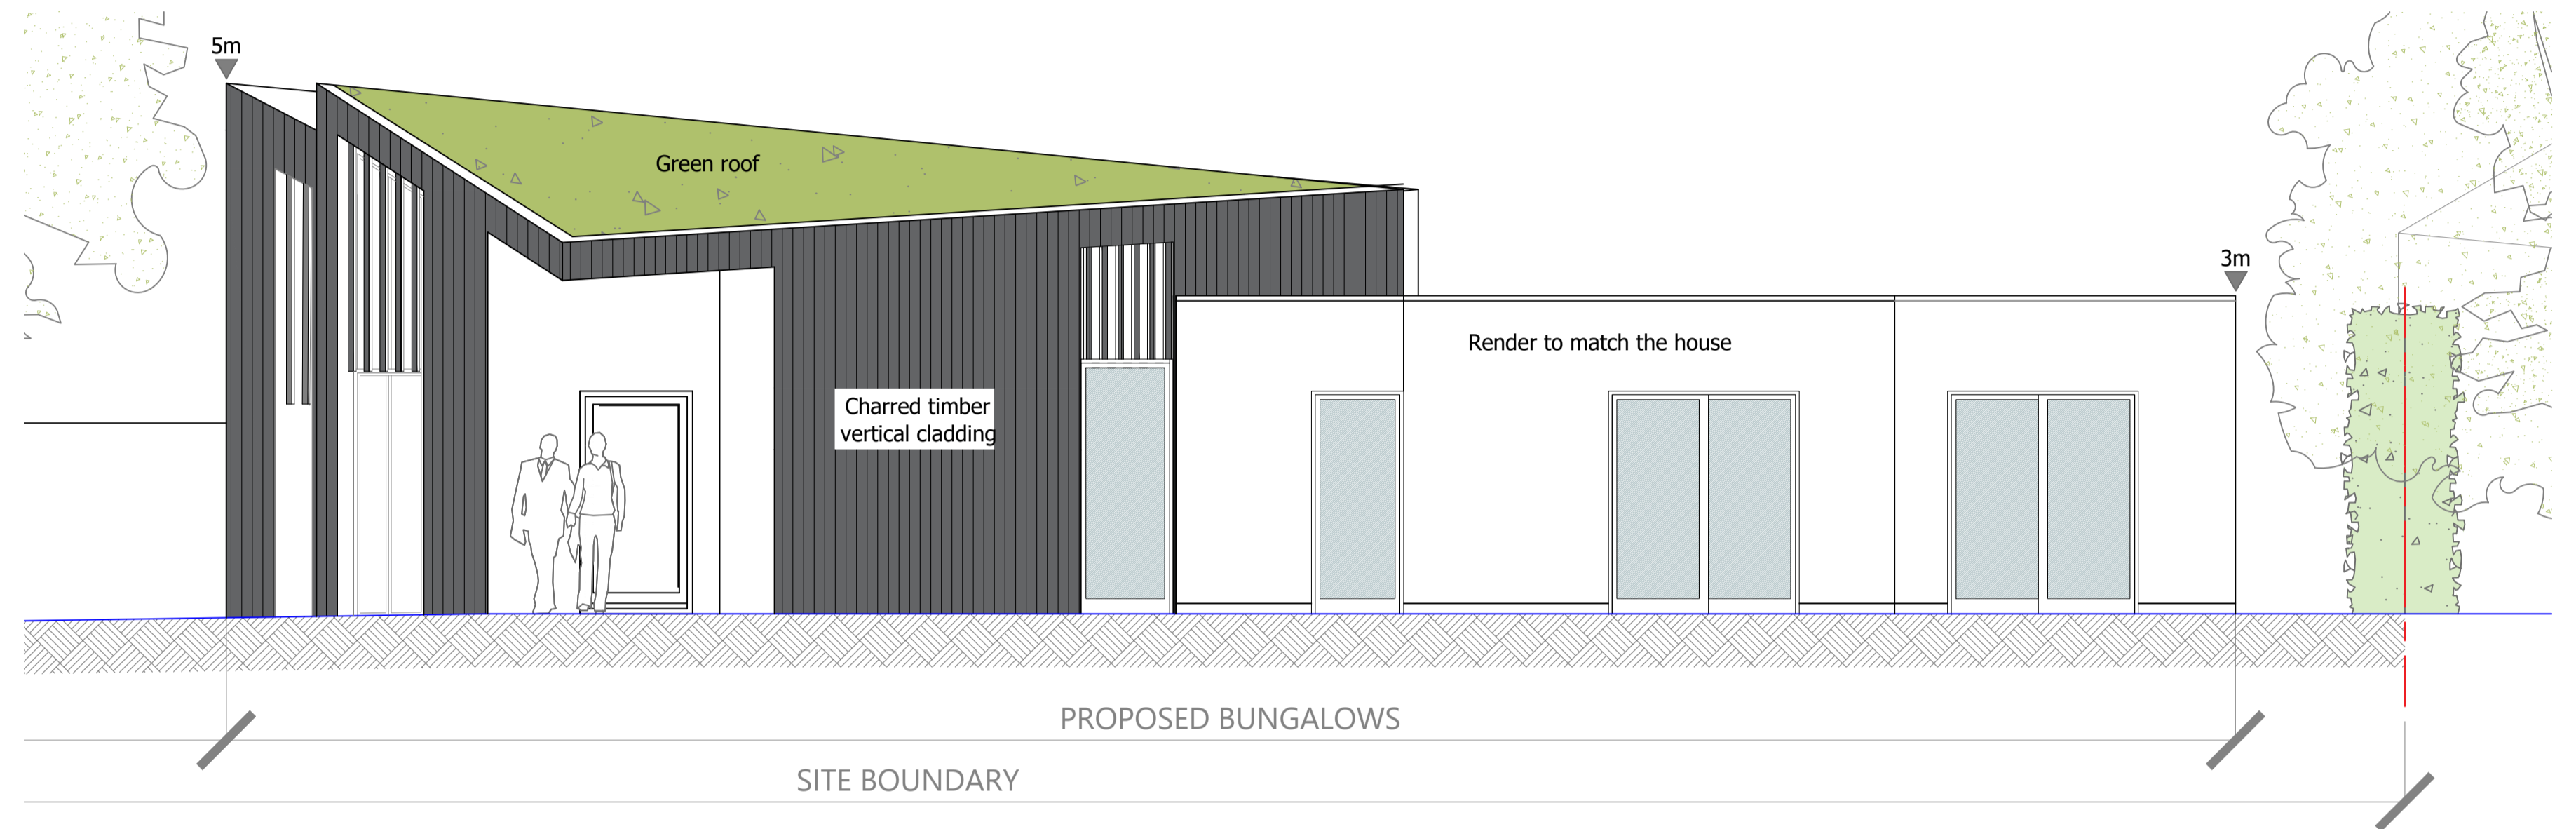 5m
Green roof
3m
Render to match the house
Charred timber
vertical cladding
PROPOSED BUNGALOWS
SITE BOUNDARY